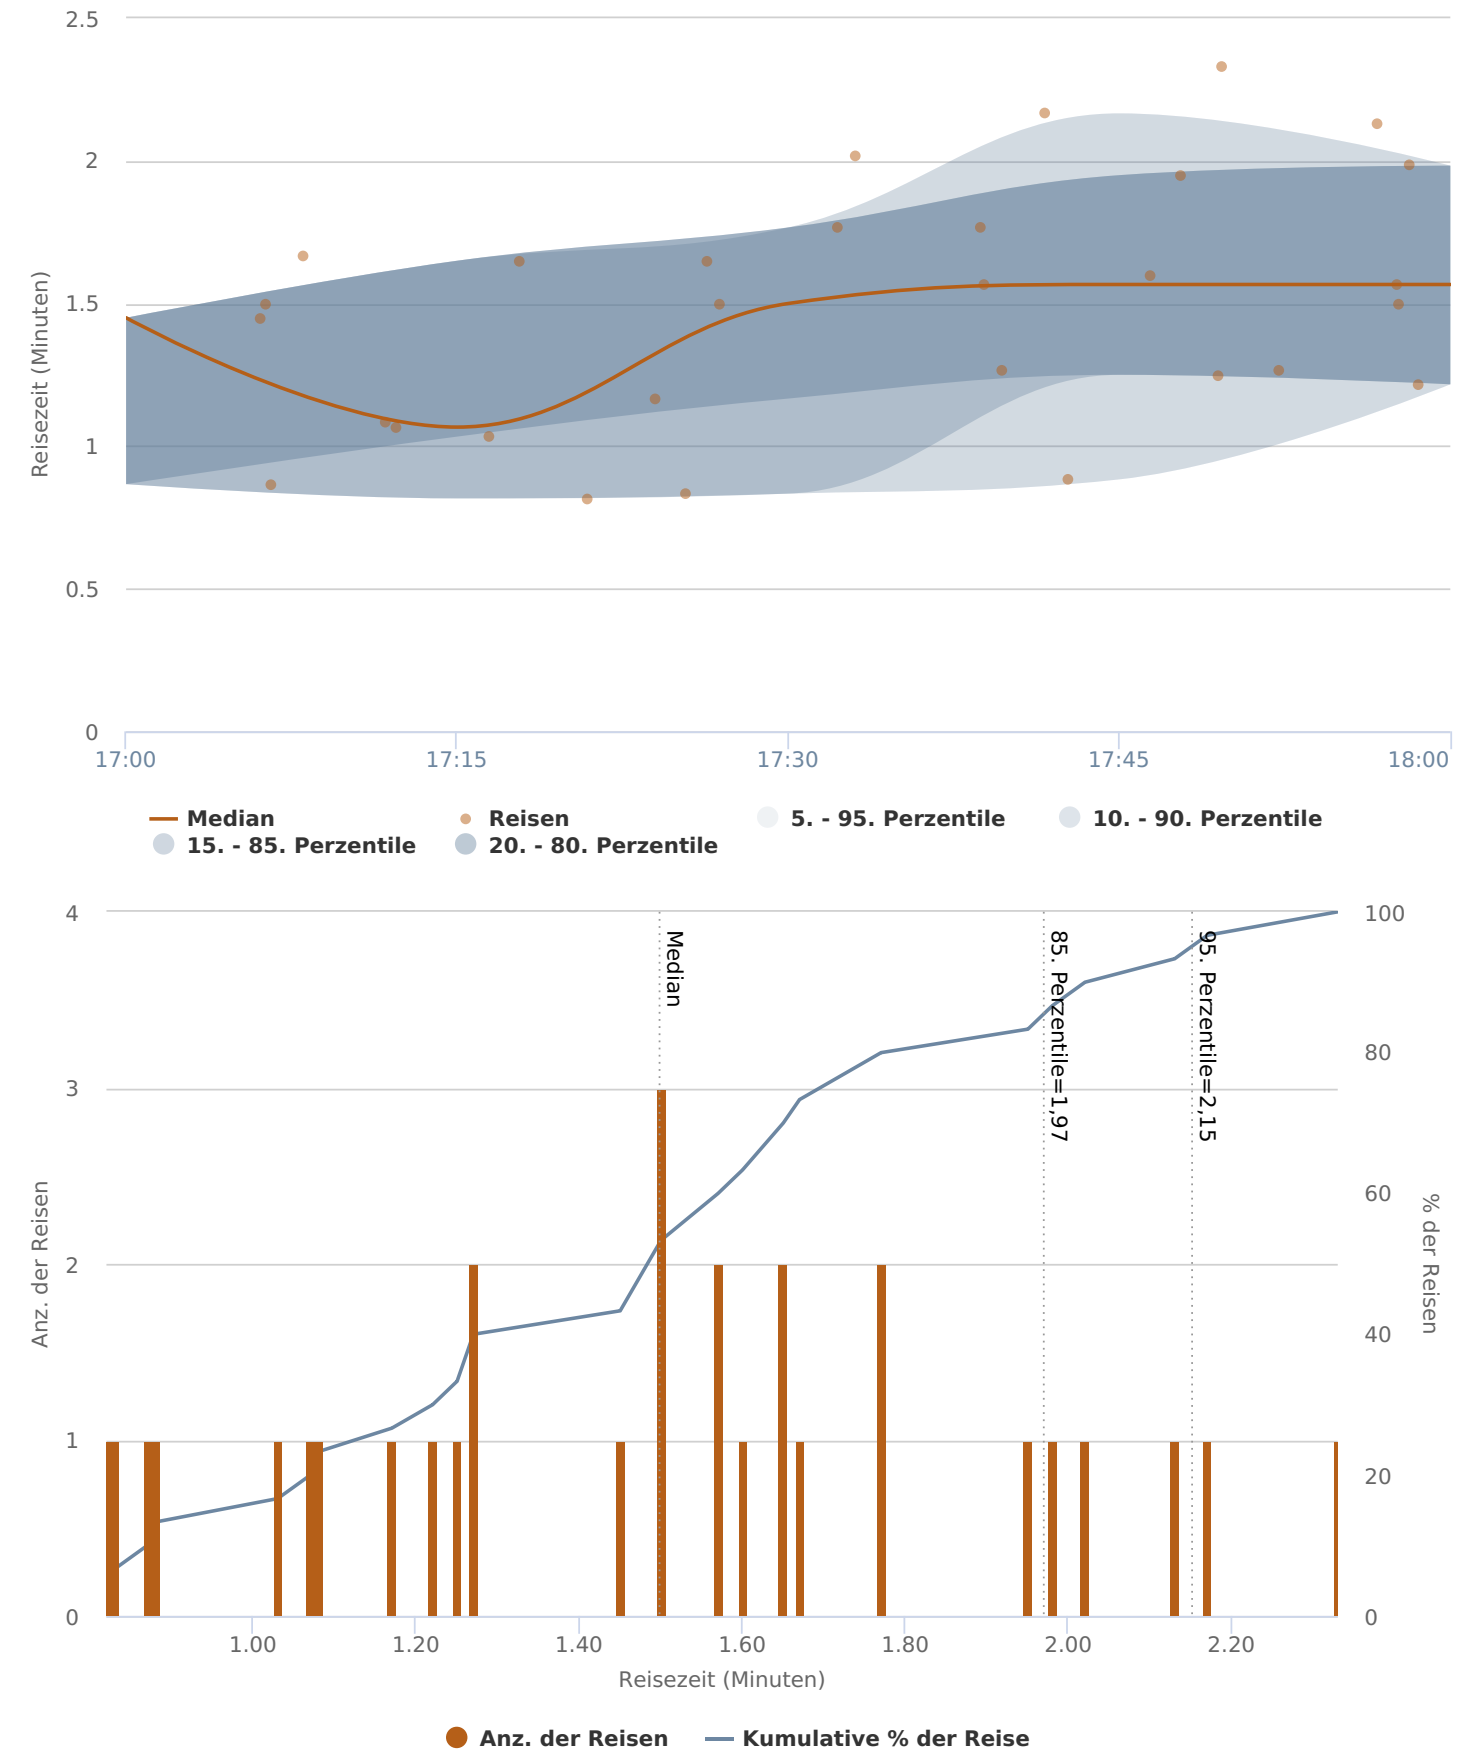 2.5
2
1.5
1
0.5
0
Reisezeit (Minuten)
17:00 17:15 17:30 17:45 18:00
Median Reisen 5. - 95. Perzentile 10. - 90. Perzentile
15. - 85. Perzentile 20. - 80. Perzentile
4
3
2
1
0
Anz. der Reisen
Median
85. Perzentile=1,97
95. Perzentile=2,15
100
80
60
40
20
0
% der Reisen
1.00 1.20 1.40 1.60 1.80 2.00 2.20
Reisezeit (Minuten)
Anz. der Reisen Kumulative % der Reise